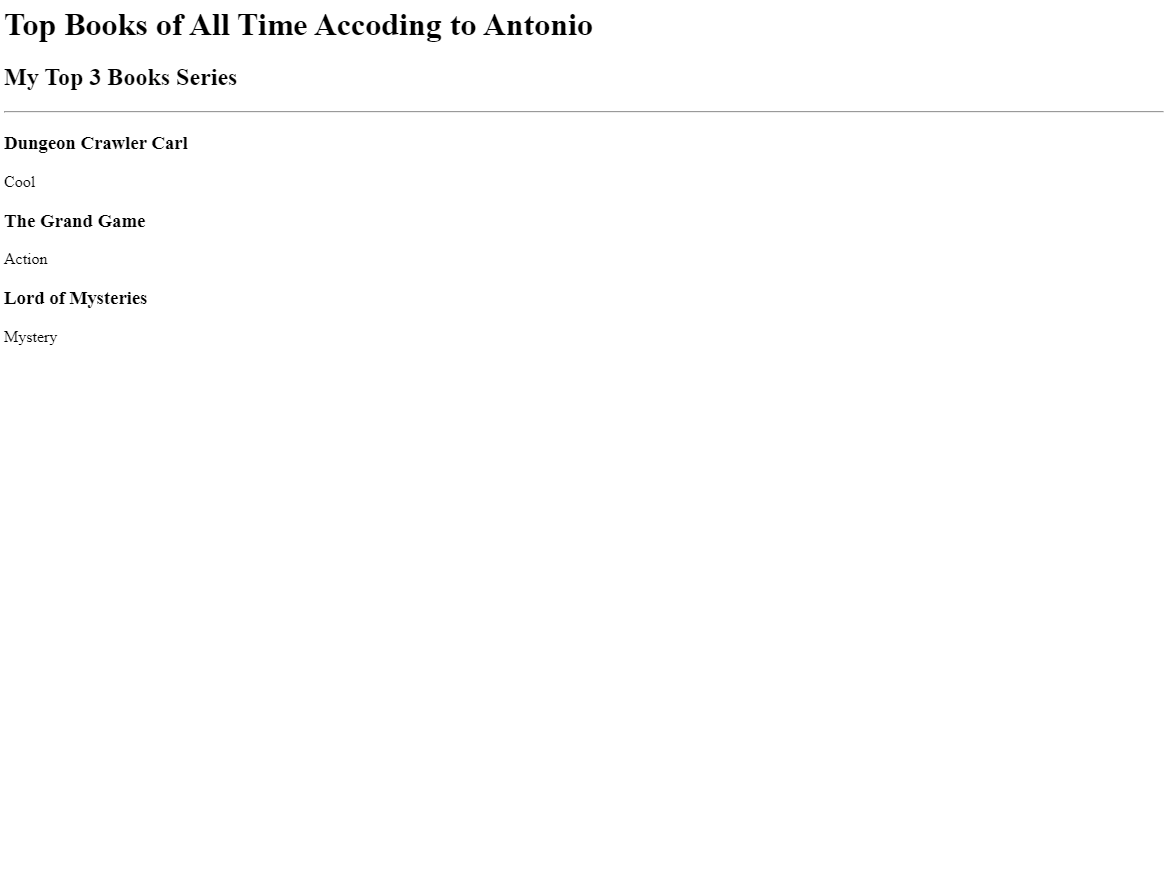 Top Books of All Time Accoding to Antonio
My Top 3 Books Series
Dungeon Crawler Carl
Cool
The Grand Game
Action
Lord of Mysteries
Mystery